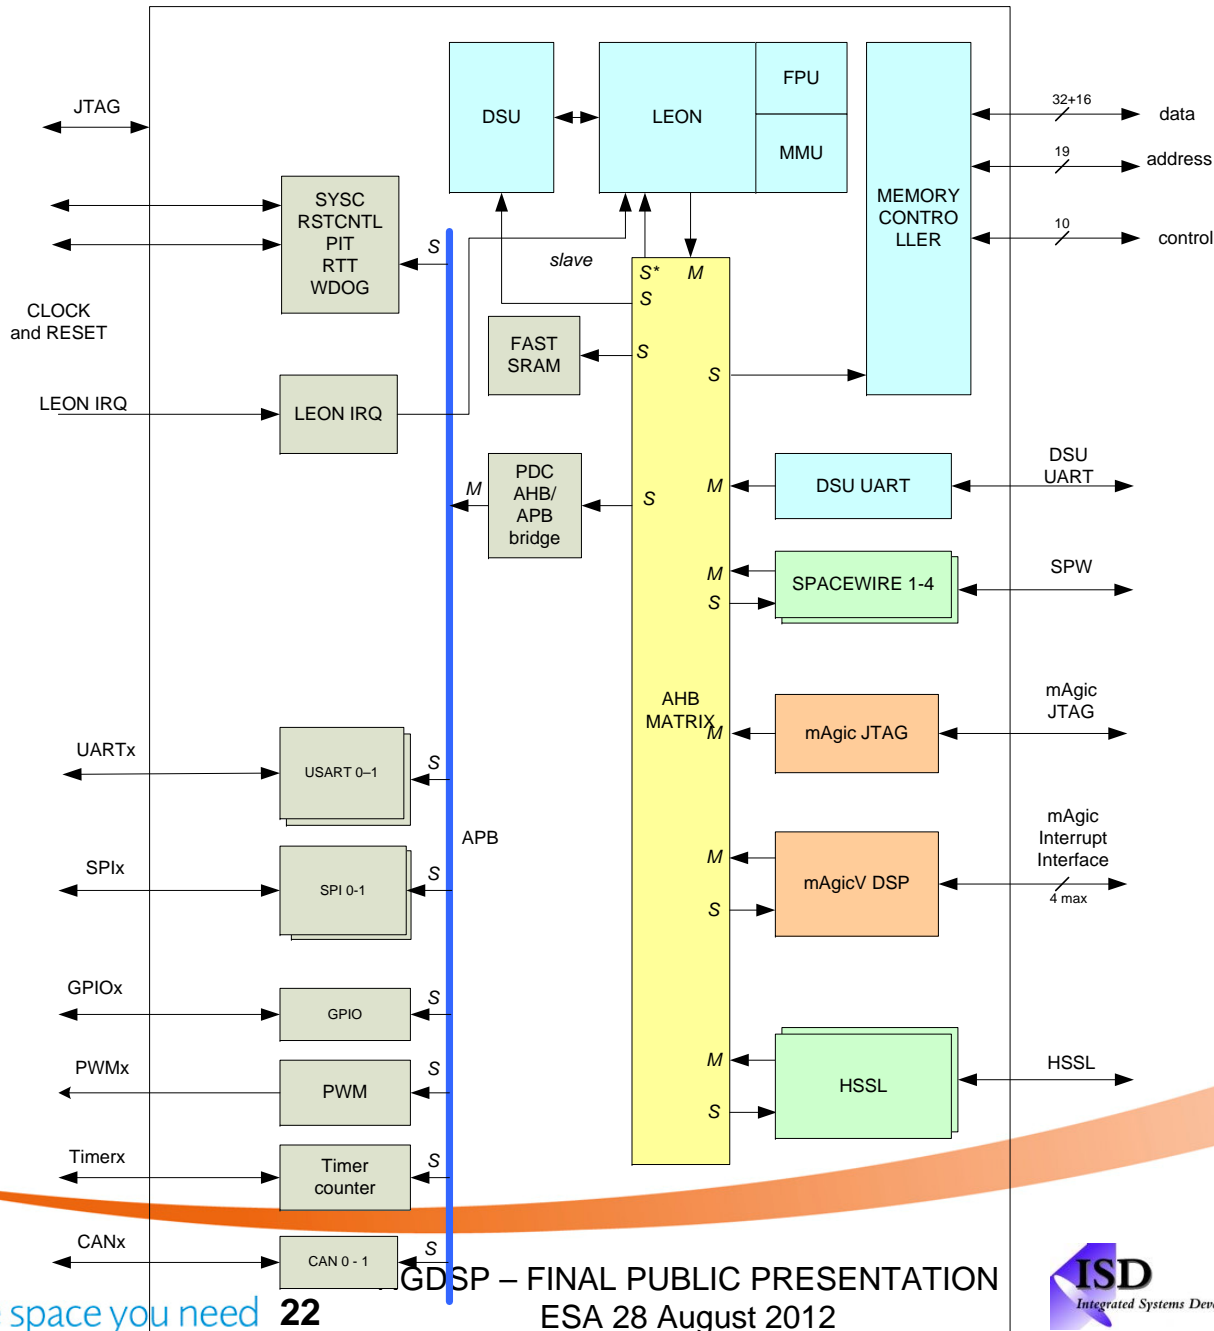 JTAG
DSU
LEON
FPU
MMU
MEMORY
CONTRO
LLER
32+16
data
19
address
10
control
SYSC
RSTCNTL
PIT
RTT
WDOG
S
slave
S*
M
S
CLOCK
and RESET
FAST
SRAM
S
S
LEON IRQ
LEON IRQ
PDC
AHB/
APB
bridge
M
S
M
DSU UART
DSU
UART
M
S
SPACEWIRE 1-4
SPW
AHB
MATRIX
M
mAgic JTAG
mAgic
JTAG
UARTx
USART 0–1
S
APB
SPIx
SPI 0-1
S
M
S
mAgicV DSP
mAgic
Interrupt
Interface
4 max
GPIOx
GPIO
S
PWMx
PWM
S
M
S
HSSL
HSSL
Timerx
Timer
counter
S
CANx
CAN 0 - 1
S
GDSP – FINAL PUBLIC PRESENTATION
ESA 28 August 2012
space you need
22
ISD
Integrated Systems